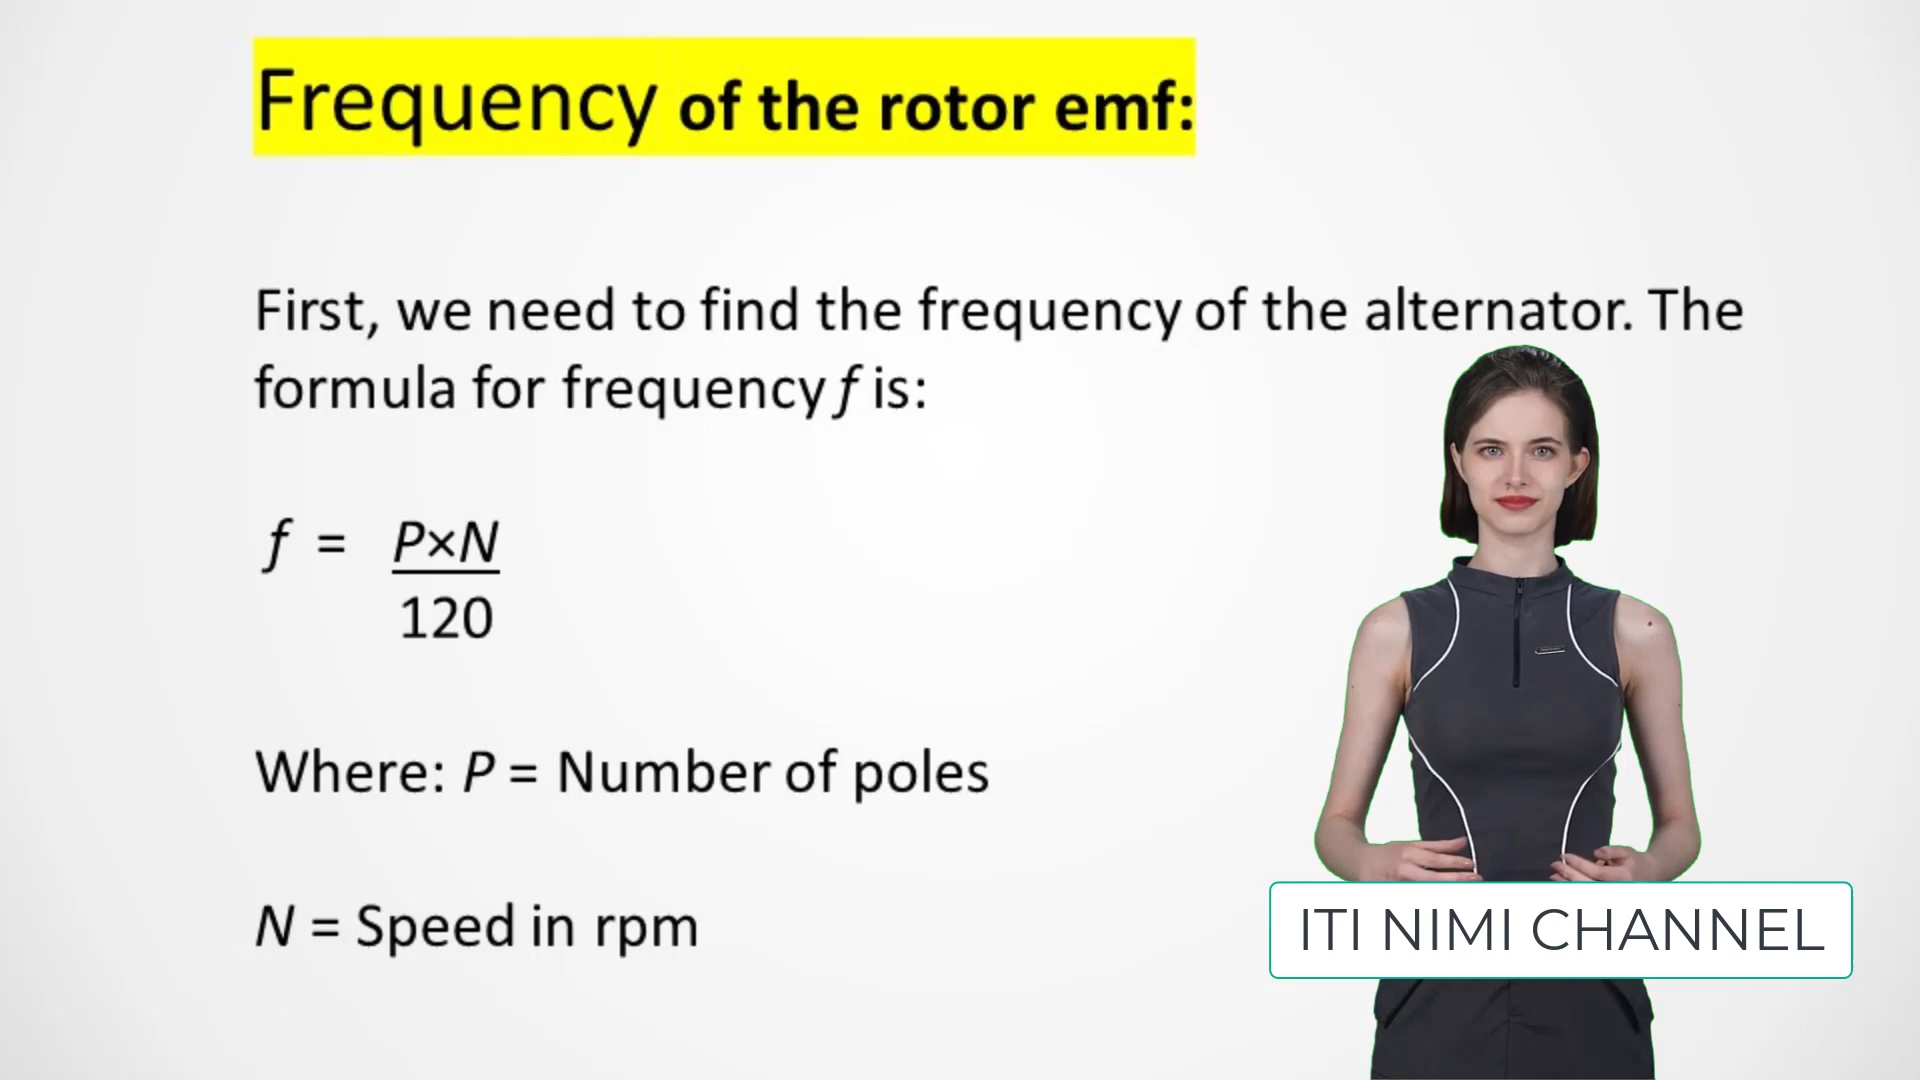 Frequency of the rotor emf:
First, we need to find the frequency of the alternator. The
formula for frequency f is:
f = P×N
120
Where: P = Number of poles
N = Speed in rpm
ITI NIMI CHANNEL